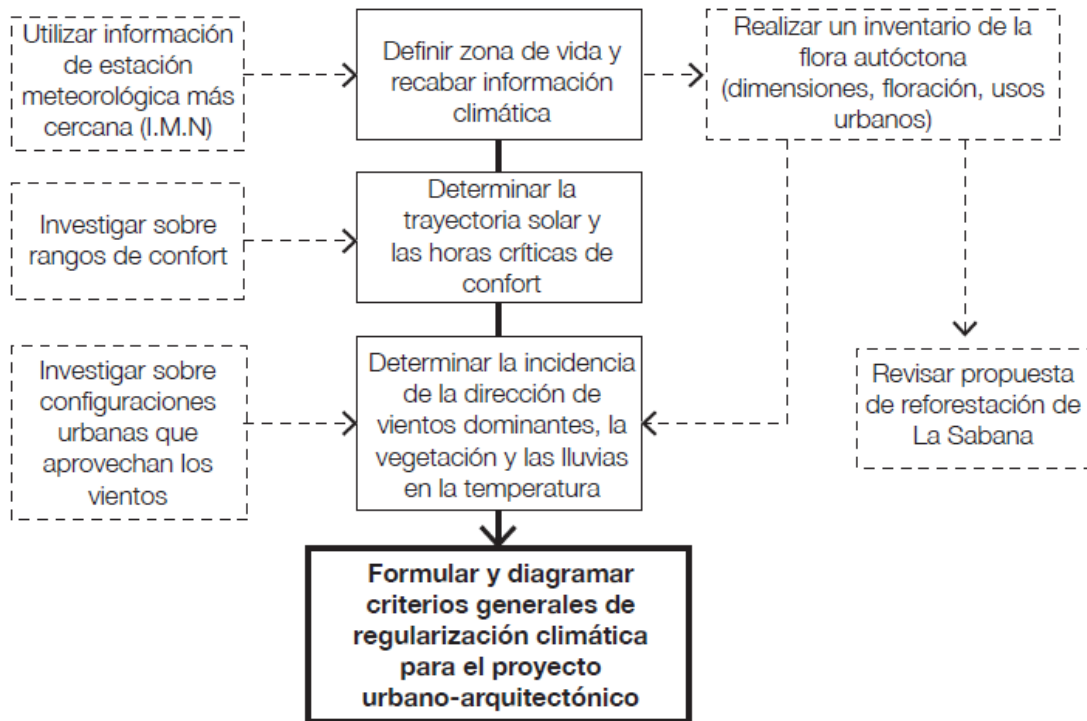 Utilizar información
de estación
meteorológica más
cercana (I.M.N)
Definir zona de vida y
recabar información
climática
Realizar un inventario de la
flora autóctona
(dimensiones, floración, usos
urbanos)
Investigar sobre
rangos de confort
Determinar la
trayectoria solar y
las horas críticas de
confort
Investigar sobre
configuraciones
urbanas que
aprovechan los
vientos
Determinar la incidencia
de la dirección de
vientos dominantes, la
vegetación y las lluvias
en la temperatura
Revisar propuesta
de reforestación de
La Sabana
Formular y diagramar
criterios generales de
regularización climática
para el proyecto
urbano-arquitectónico